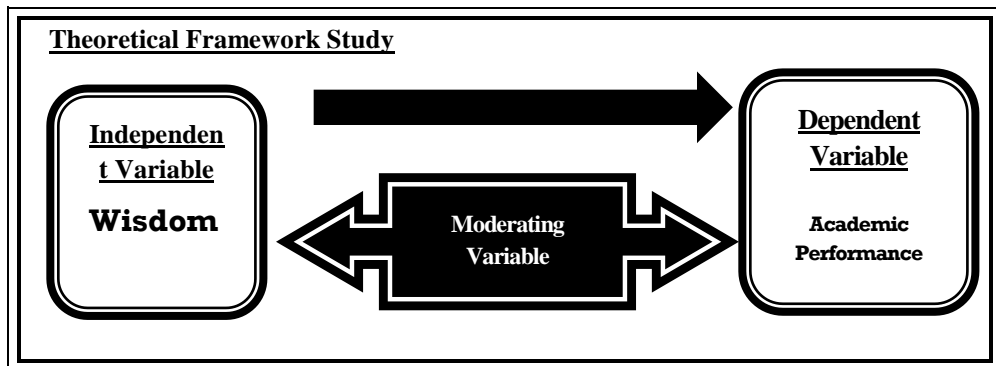 Theoretical Framework Study
Independen
t Variable
Wisdom
Moderating
Variable
Dependent
Variable
Academic
Performance